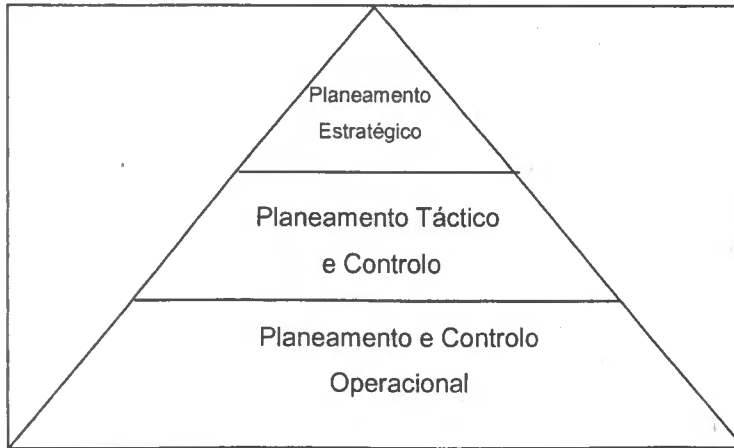 Planeamento
Estratégico
Planeamento Táctico
e Controlo
Planeamento e Controlo
Operacional